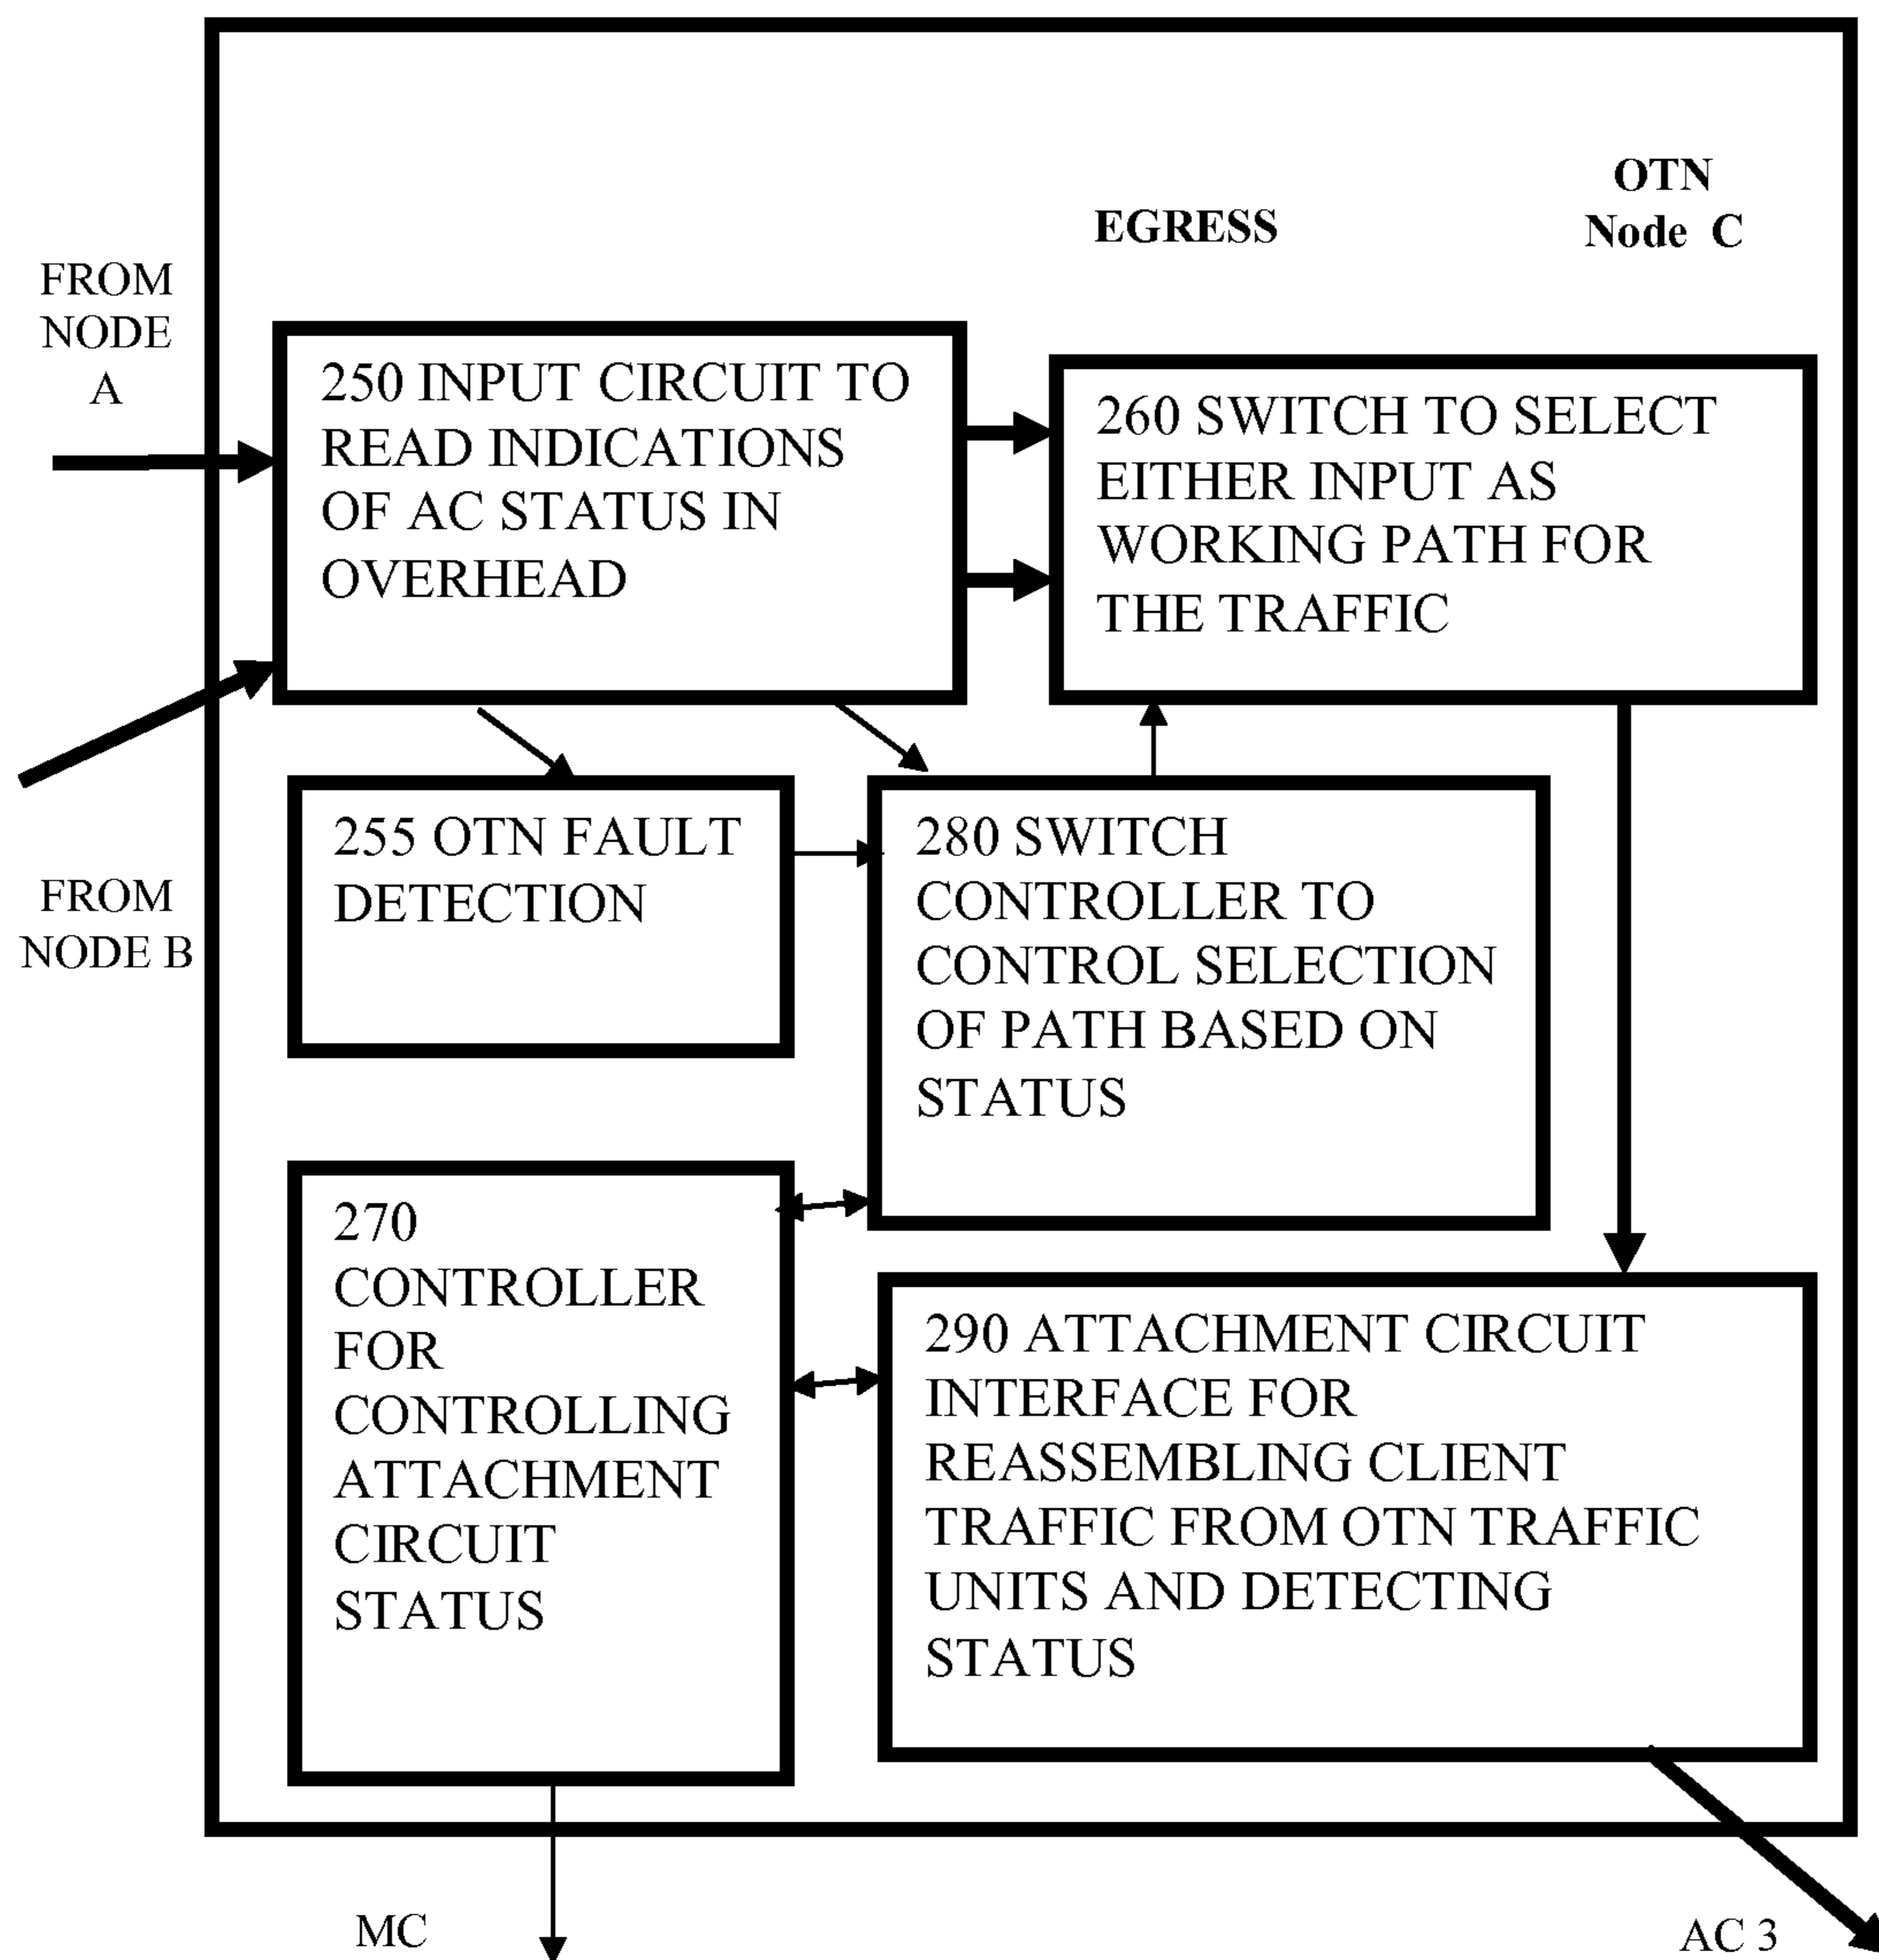 OTN
Node C
EGRESS
FROM
NODE
A
250 INPUT CIRCUIT TO
READ INDICATIONS
OF AC STATUS IN
OVERHEAD
260 SWITCH TO SELECT
EITHER INPUT AS
WORKING PATH FOR
THE TRAFFIC
FROM
NODE B
255 OTN FAULT
DETECTION
280 SWITCH
CONTROLLER TO
CONTROL SELECTION
OF PATH BASED ON
STATUS
270
CONTROLLER
FOR
CONTROLLING
ATTACHMENT
CIRCUIT
STATUS
290 ATTACHMENT CIRCUIT
INTERFACE FOR
REASSEMBLING CLIENT
TRAFFIC FROM OTN TRAFFIC
UNITS AND DETECTING
STATUS
MC
AC 3